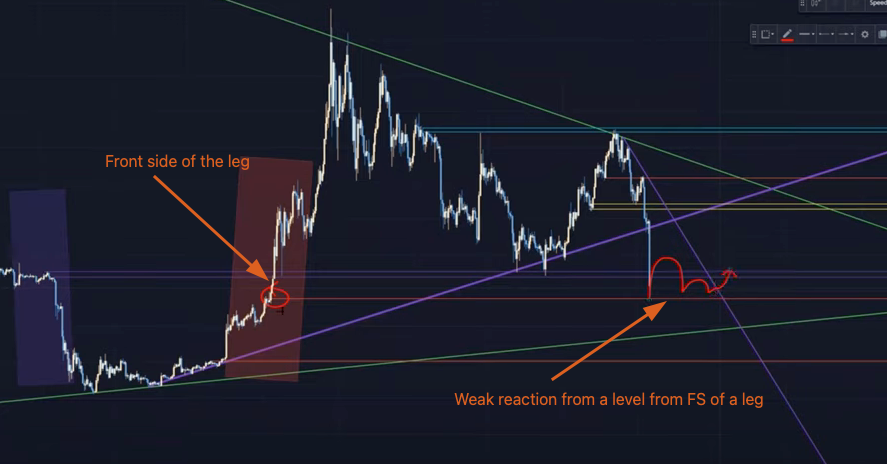 Speed
Front side of the leg
Weak reaction from a level from FS of a leg